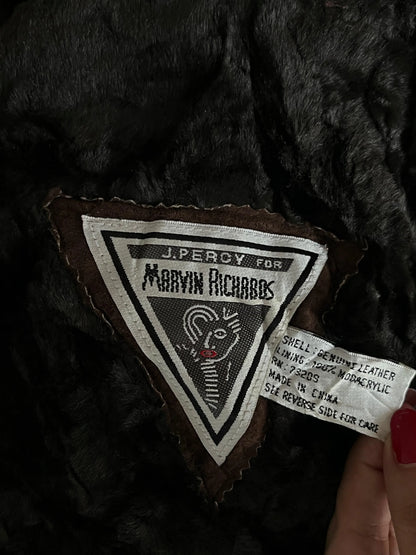 J.PERCY FOR
MARVIN RICHARDS
SHELL: GENUINE LEATHER
LINING: 100% MODACRYLIC
RN: 73209
MADE IN CHINA
SEE REVERSE SIDE FOR CARE